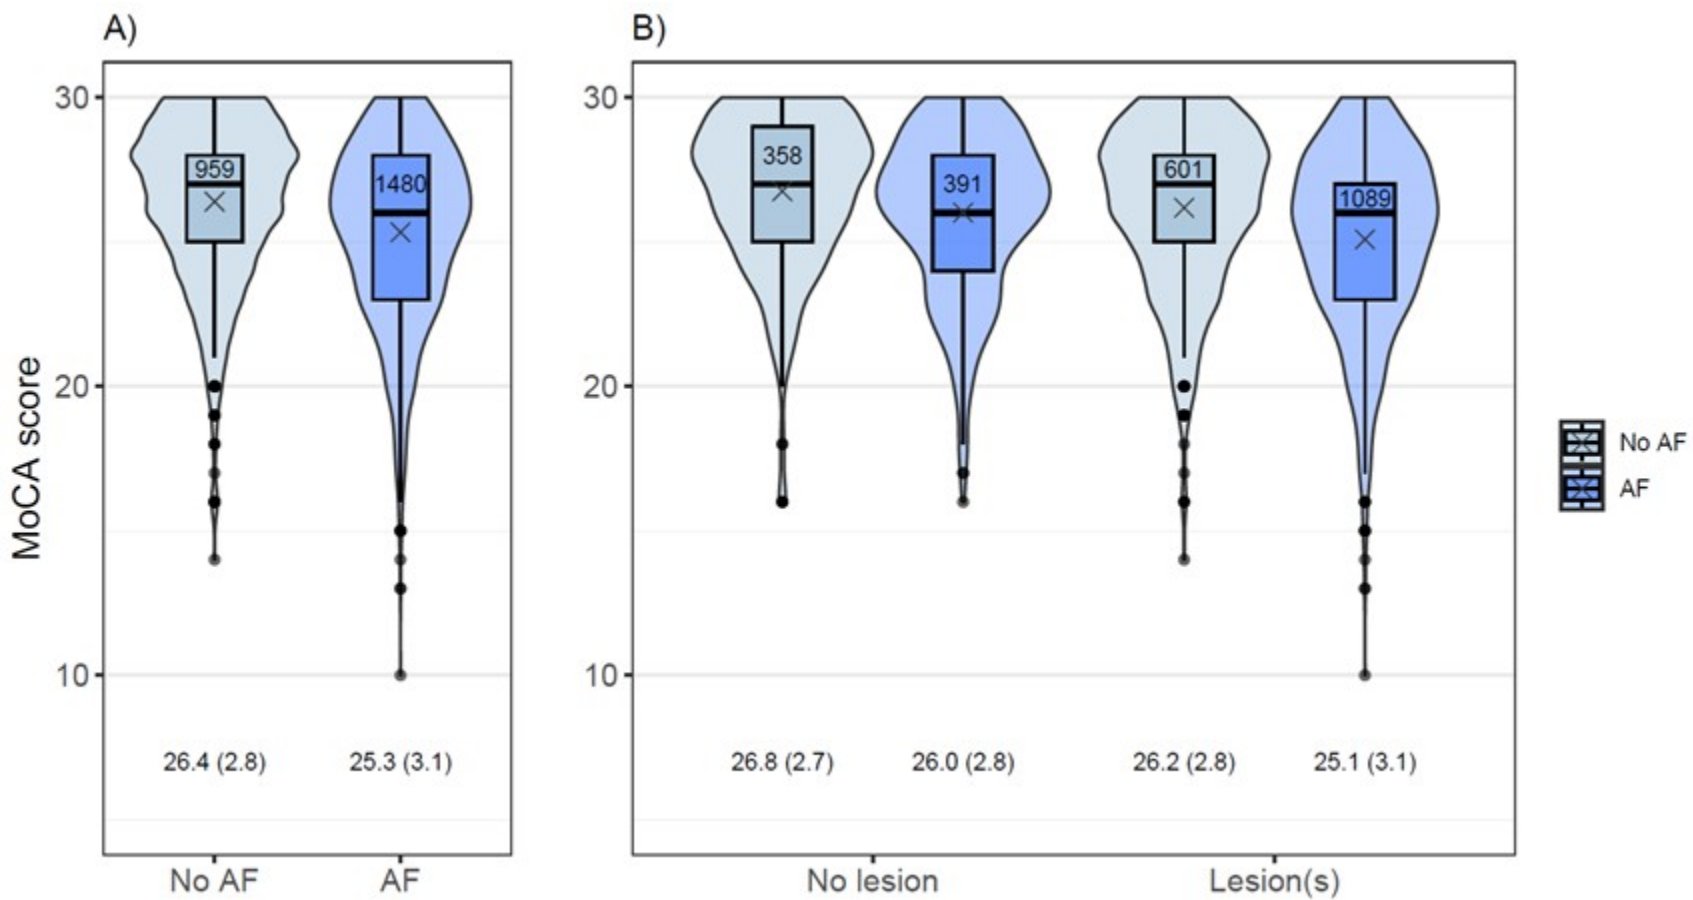 A)
B)
30
20
10
MoCA score
959
1480
26.4 (2.8)
25.3 (3.1)
No AF
AF
30
20
10
358
391
601
1089
26.8 (2.7)
26.0 (2.8)
26.2 (2.8)
25.1 (3.1)
No lesion
Lesion(s)
No AF
AF